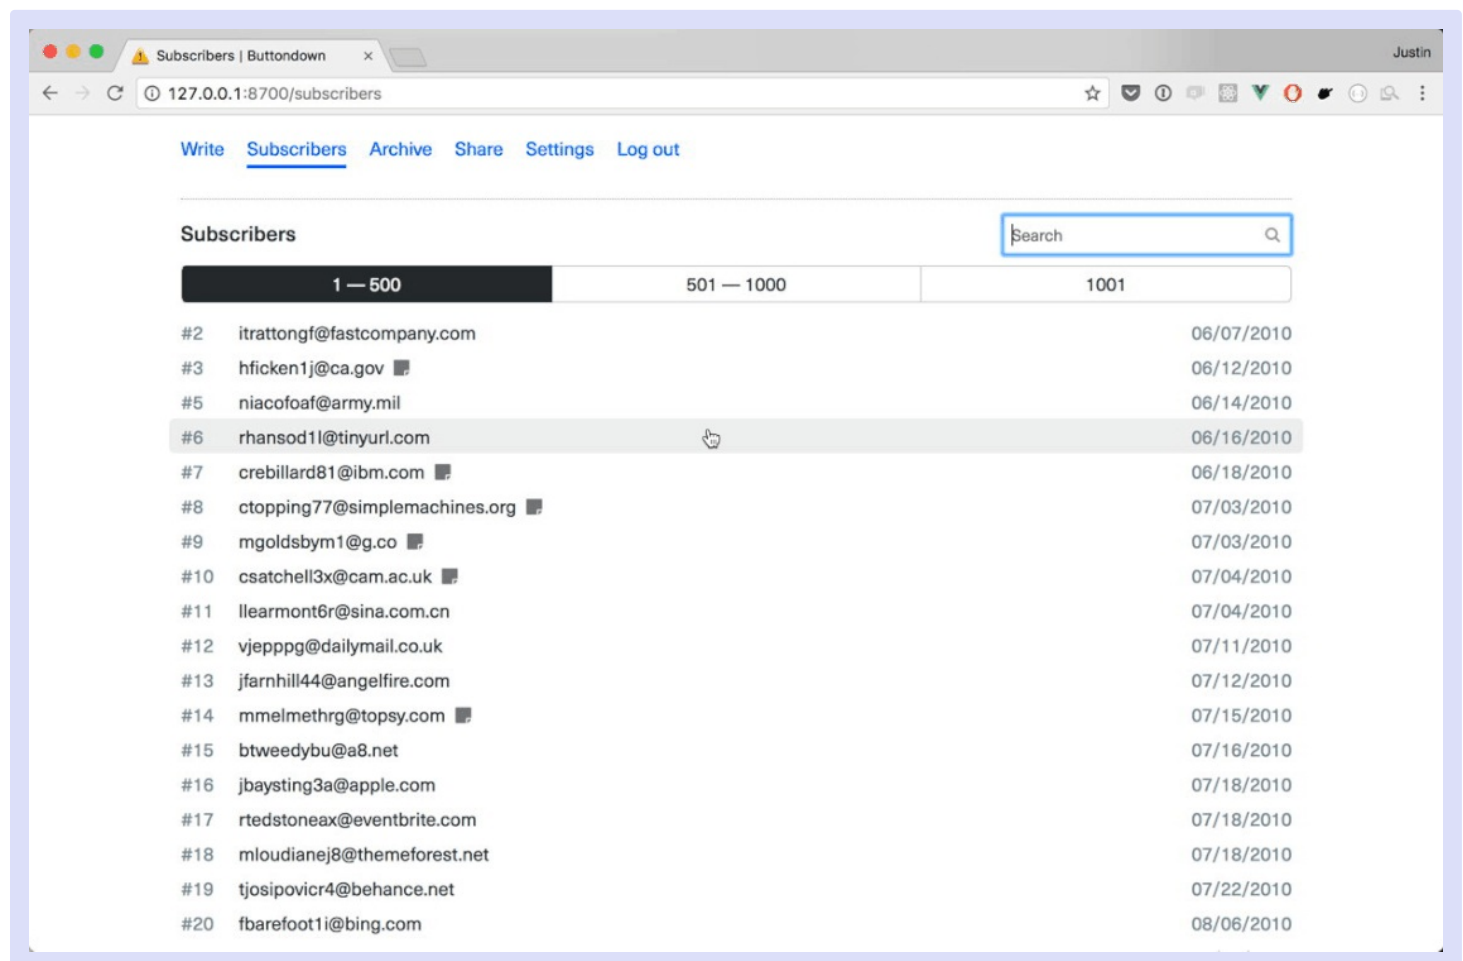 Subscribers | Buttondown
Justin
127.0.0.1:8700/subscribers
Write Subscribers Archive Share Settings Log out
Subscribers
Search
1 — 500 501 — 1000 1001
#2 itrattongf@fastcompany.com 06/07/2010
#3 hficken1j@ca.gov 06/12/2010
#5 niacofoaf@army.mil 06/14/2010
#6 rhansod1l@tinyurl.com 06/16/2010
#7 crebillard81@ibm.com 06/18/2010
#8 ctopping77@simplemachines.org 07/03/2010
#9 mgoldsbym1@g.co 07/03/2010
#10 csatchell3x@cam.ac.uk 07/04/2010
#11 llearmont6r@sina.com.cn 07/04/2010
#12 vjepppg@dailymail.co.uk 07/11/2010
#13 jfarnhill44@angelfire.com 07/12/2010
#14 mmelmethrg@topsy.com 07/15/2010
#15 btweedybu@a8.net 07/16/2010
#16 jbaysting3a@apple.com 07/18/2010
#17 rtedstoneax@eventbrite.com 07/18/2010
#18 mloudianej8@themeforest.net 07/18/2010
#19 tjosipovicr4@behance.net 07/22/2010
#20 fbarefoot1i@bing.com 08/06/2010